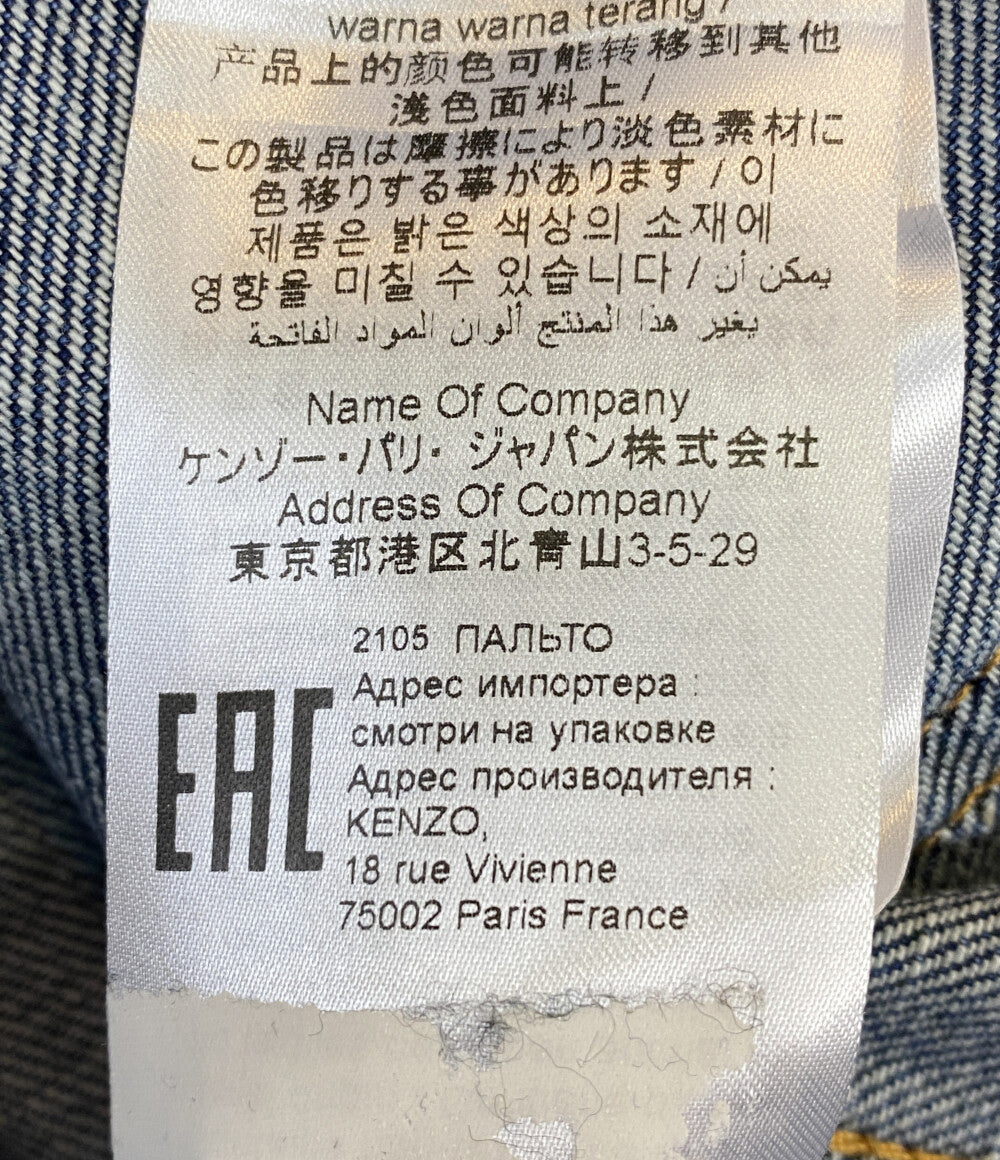 warna warna terang /
产品上的颜色可能转移到其他
浅色面料上 /
この製品は摩擦により淡色素材に
色移りする事があります / 이
제품은 밝은 색상의 소재에
영향을 미칠 수 있습니다 / يمكن أن
يغير هذا المنتج ألوان المواد الفاتحة
Name Of Company
ケンゾー・パリ・ジャパン株式会社
Address Of Company
東京都港区北青山3-5-29
2105 ПАЛЬТО
Адрес импортера :
смотри на упаковке
Адрес производителя :
KENZO,
18 rue Vivienne
75002 Paris France
EAC